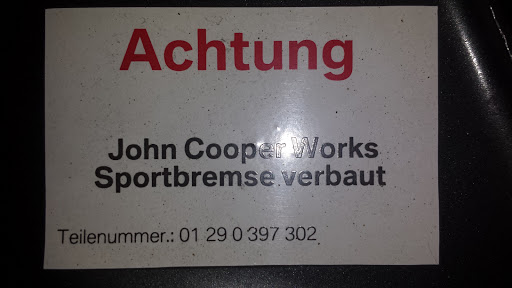 Achtung
John Cooper Works
Sportbremse verbaut
Teilenummer.: 01 29 0 397 302